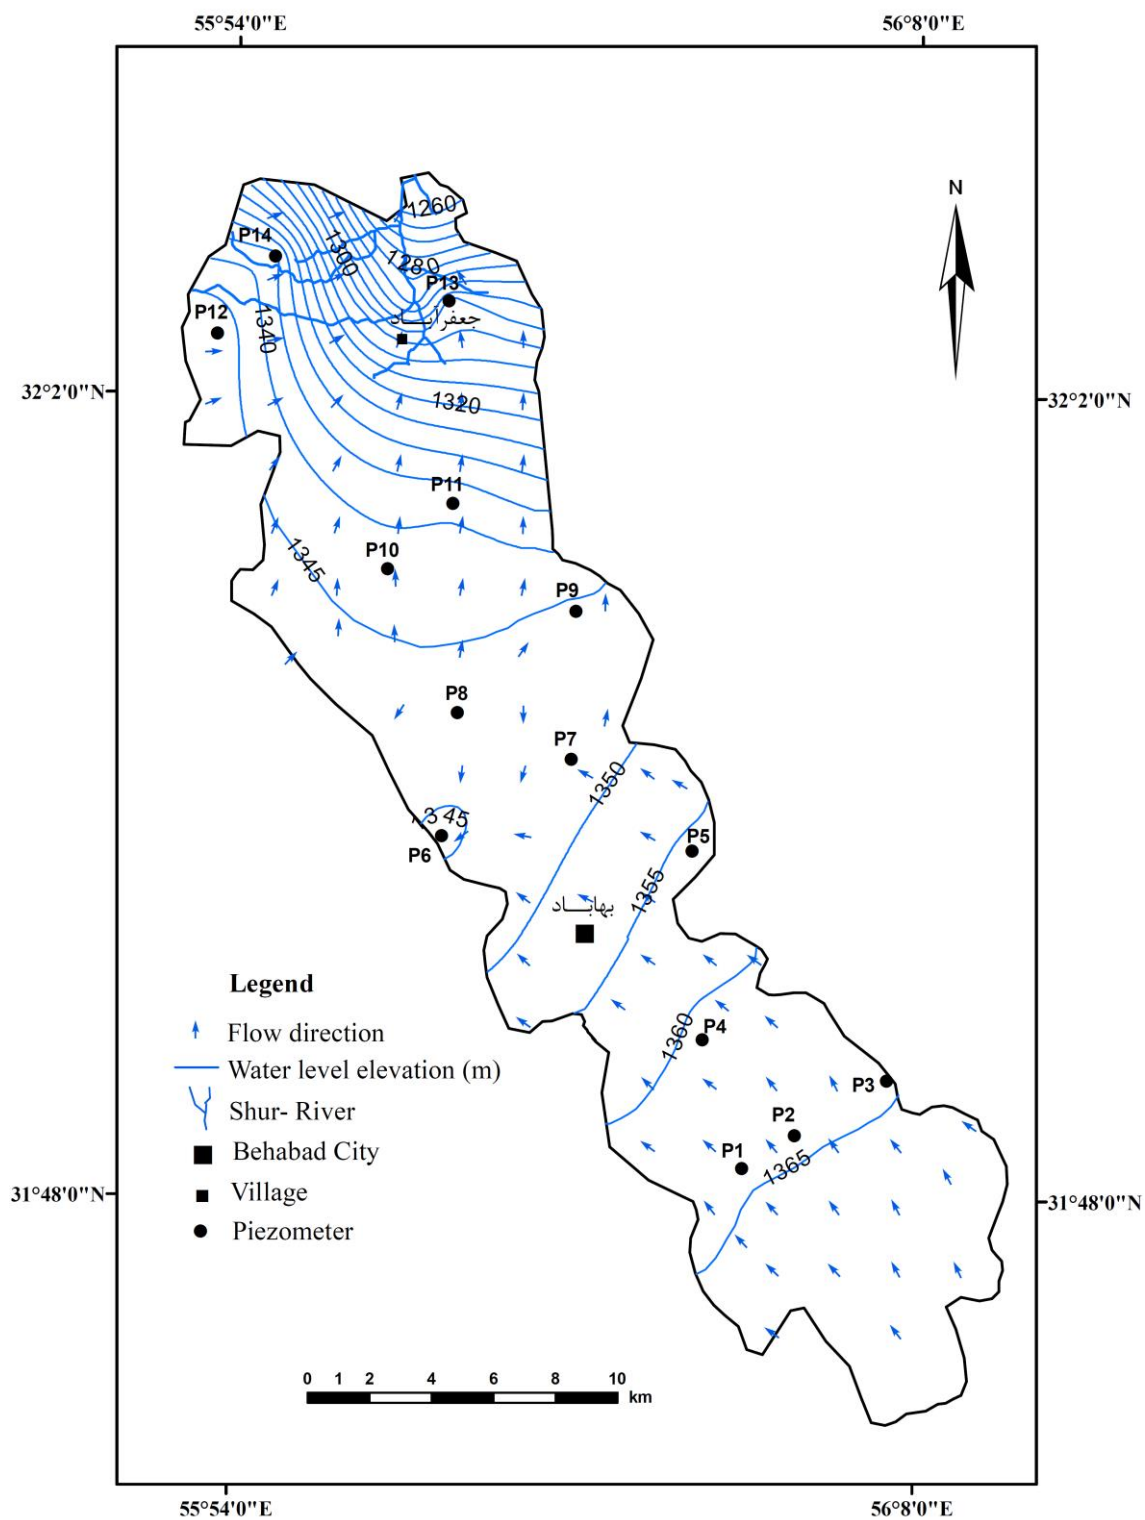 55°54'0"E
56°8'0"E
N
1260
P14
1300
1280
P13
P12
1340
جعفرآباد
32°2'0"N
32°2'0"N
1320
P11
1345
P10
P9
P8
P7
1350
1345
P6
P5
1355
بهاباد
Legend
Flow direction
Water level elevation (m)
Shur- River
Behabad City
Village
Piezometer
1360
P4
P3
P2
P1
1365
31°48'0"N
31°48'0"N
0 1 2 4 6 8 10
km
55°54'0"E
56°8'0"E